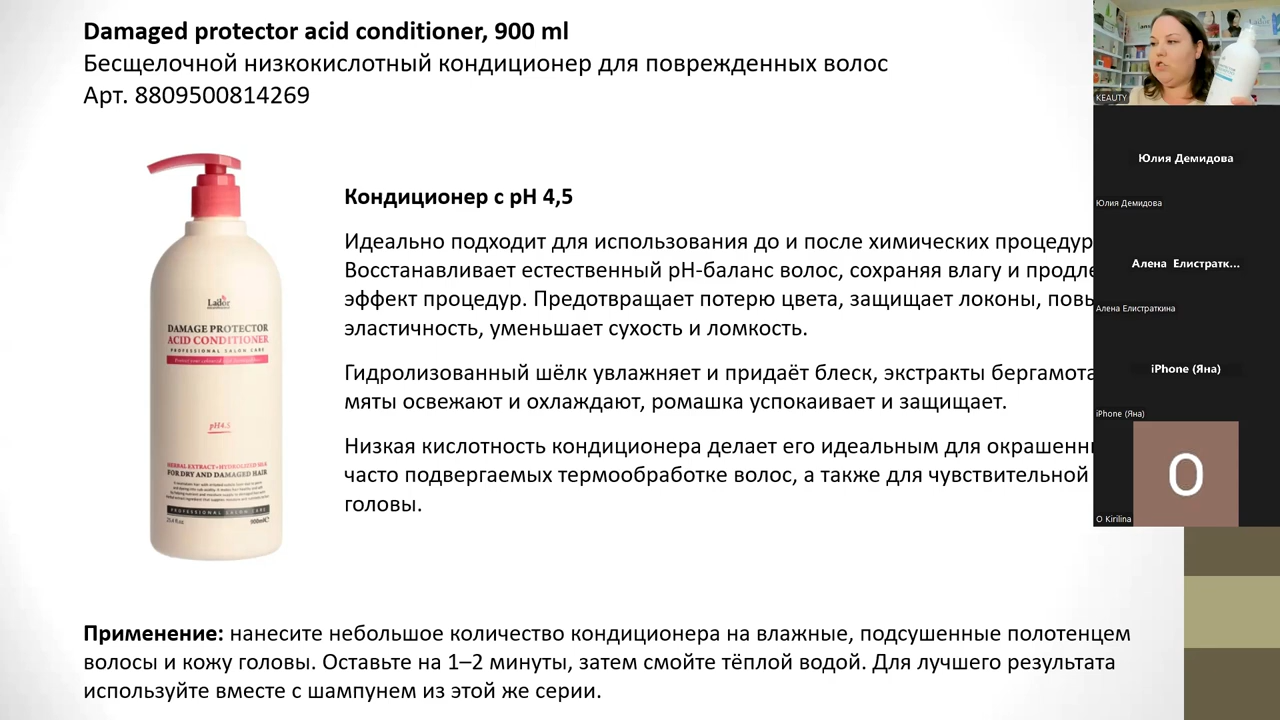 Damaged protector acid conditioner, 900 ml
Бесщелочной низкокислотный кондиционер для поврежденных волос
Арт. 8809500814269
Lador
DAMAGE PROTECTOR
ACID CONDITIONER
PROFESSIONAL SALON CARE
pH4.5
HERBAL EXTRACT+HYDROLYZED SILK
FOR DRY AND DAMAGED HAIR
PROFESSIONAL SALON CARE
900ml
Кондиционер с pH 4,5
Идеально подходит для использования до и после химических процедур
Восстанавливает естественный pH-баланс волос, сохраняя влагу и продле
эффект процедур. Предотвращает потерю цвета, защищает локоны, повы
эластичность, уменьшает сухость и ломкость.
Гидролизованный шёлк увлажняет и придаёт блеск, экстракты бергамота
мяты освежают и охлаждают, ромашка успокаивает и защищает.
Низкая кислотность кондиционера делает его идеальным для окрашенн
часто подвергаемых термообработке волос, а также для чувствительной
головы.
Применение: нанесите небольшое количество кондиционера на влажные, подсушенные полотенцем
волосы и кожу головы. Оставьте на 1–2 минуты, затем смойте тёплой водой. Для лучшего результата
используйте вместе с шампунем из этой же серии.
KEAUTY
Юлия Демидова
Юлия Демидова
Алена Елистратк...
Алена Елистраткина
iPhone (Яна)
iPhone (Яна)
O
O Kirilina